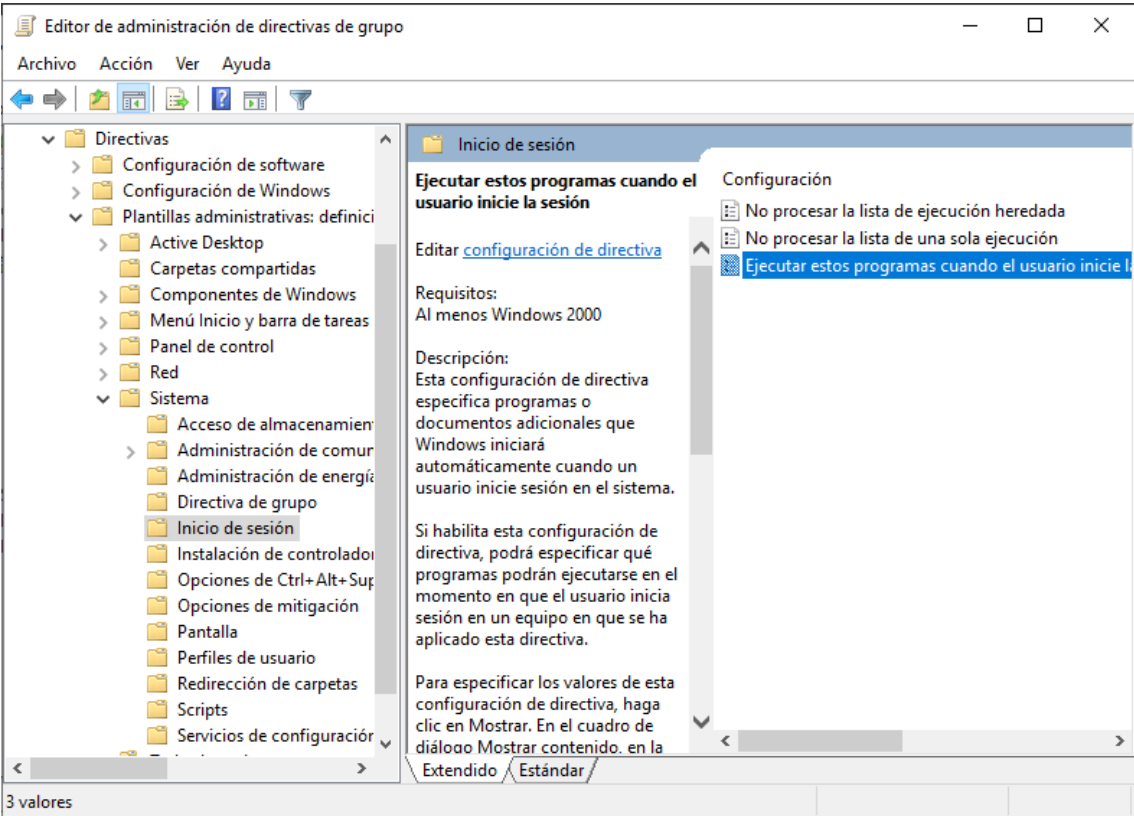 Editor de administración de directivas de grupo
Archivo Acción Ver Ayuda
Directivas
Configuración de software
Configuración de Windows
Plantillas administrativas: definici
Active Desktop
Carpetas compartidas
Componentes de Windows
Menú Inicio y barra de tareas
Panel de control
Red
Sistema
Acceso de almacenamien
Administración de comur
Administración de energía
Directiva de grupo
Inicio de sesión
Instalación de controlador
Opciones de Ctrl+Alt+Sup
Opciones de mitigación
Pantalla
Perfiles de usuario
Redirección de carpetas
Scripts
Servicios de configuración
Inicio de sesión
Ejecutar estos programas cuando el
usuario inicie la sesión
Editar configuración de directiva
Requisitos:
Al menos Windows 2000
Descripción:
Esta configuración de directiva
especifica programas o
documentos adicionales que
Windows iniciará
automáticamente cuando un
usuario inicie sesión en el sistema.
Si habilita esta configuración de
directiva, podrá especificar qué
programas podrán ejecutarse en el
momento en que el usuario inicia
sesión en un equipo en que se ha
aplicado esta directiva.
Para especificar los valores de esta
configuración de directiva, haga
clic en Mostrar. En el cuadro de
diálogo Mostrar contenido, en la
Configuración
No procesar la lista de ejecución heredada
No procesar la lista de una sola ejecución
Ejecutar estos programas cuando el usuario inicie la
Extendido Estándar
3 valores